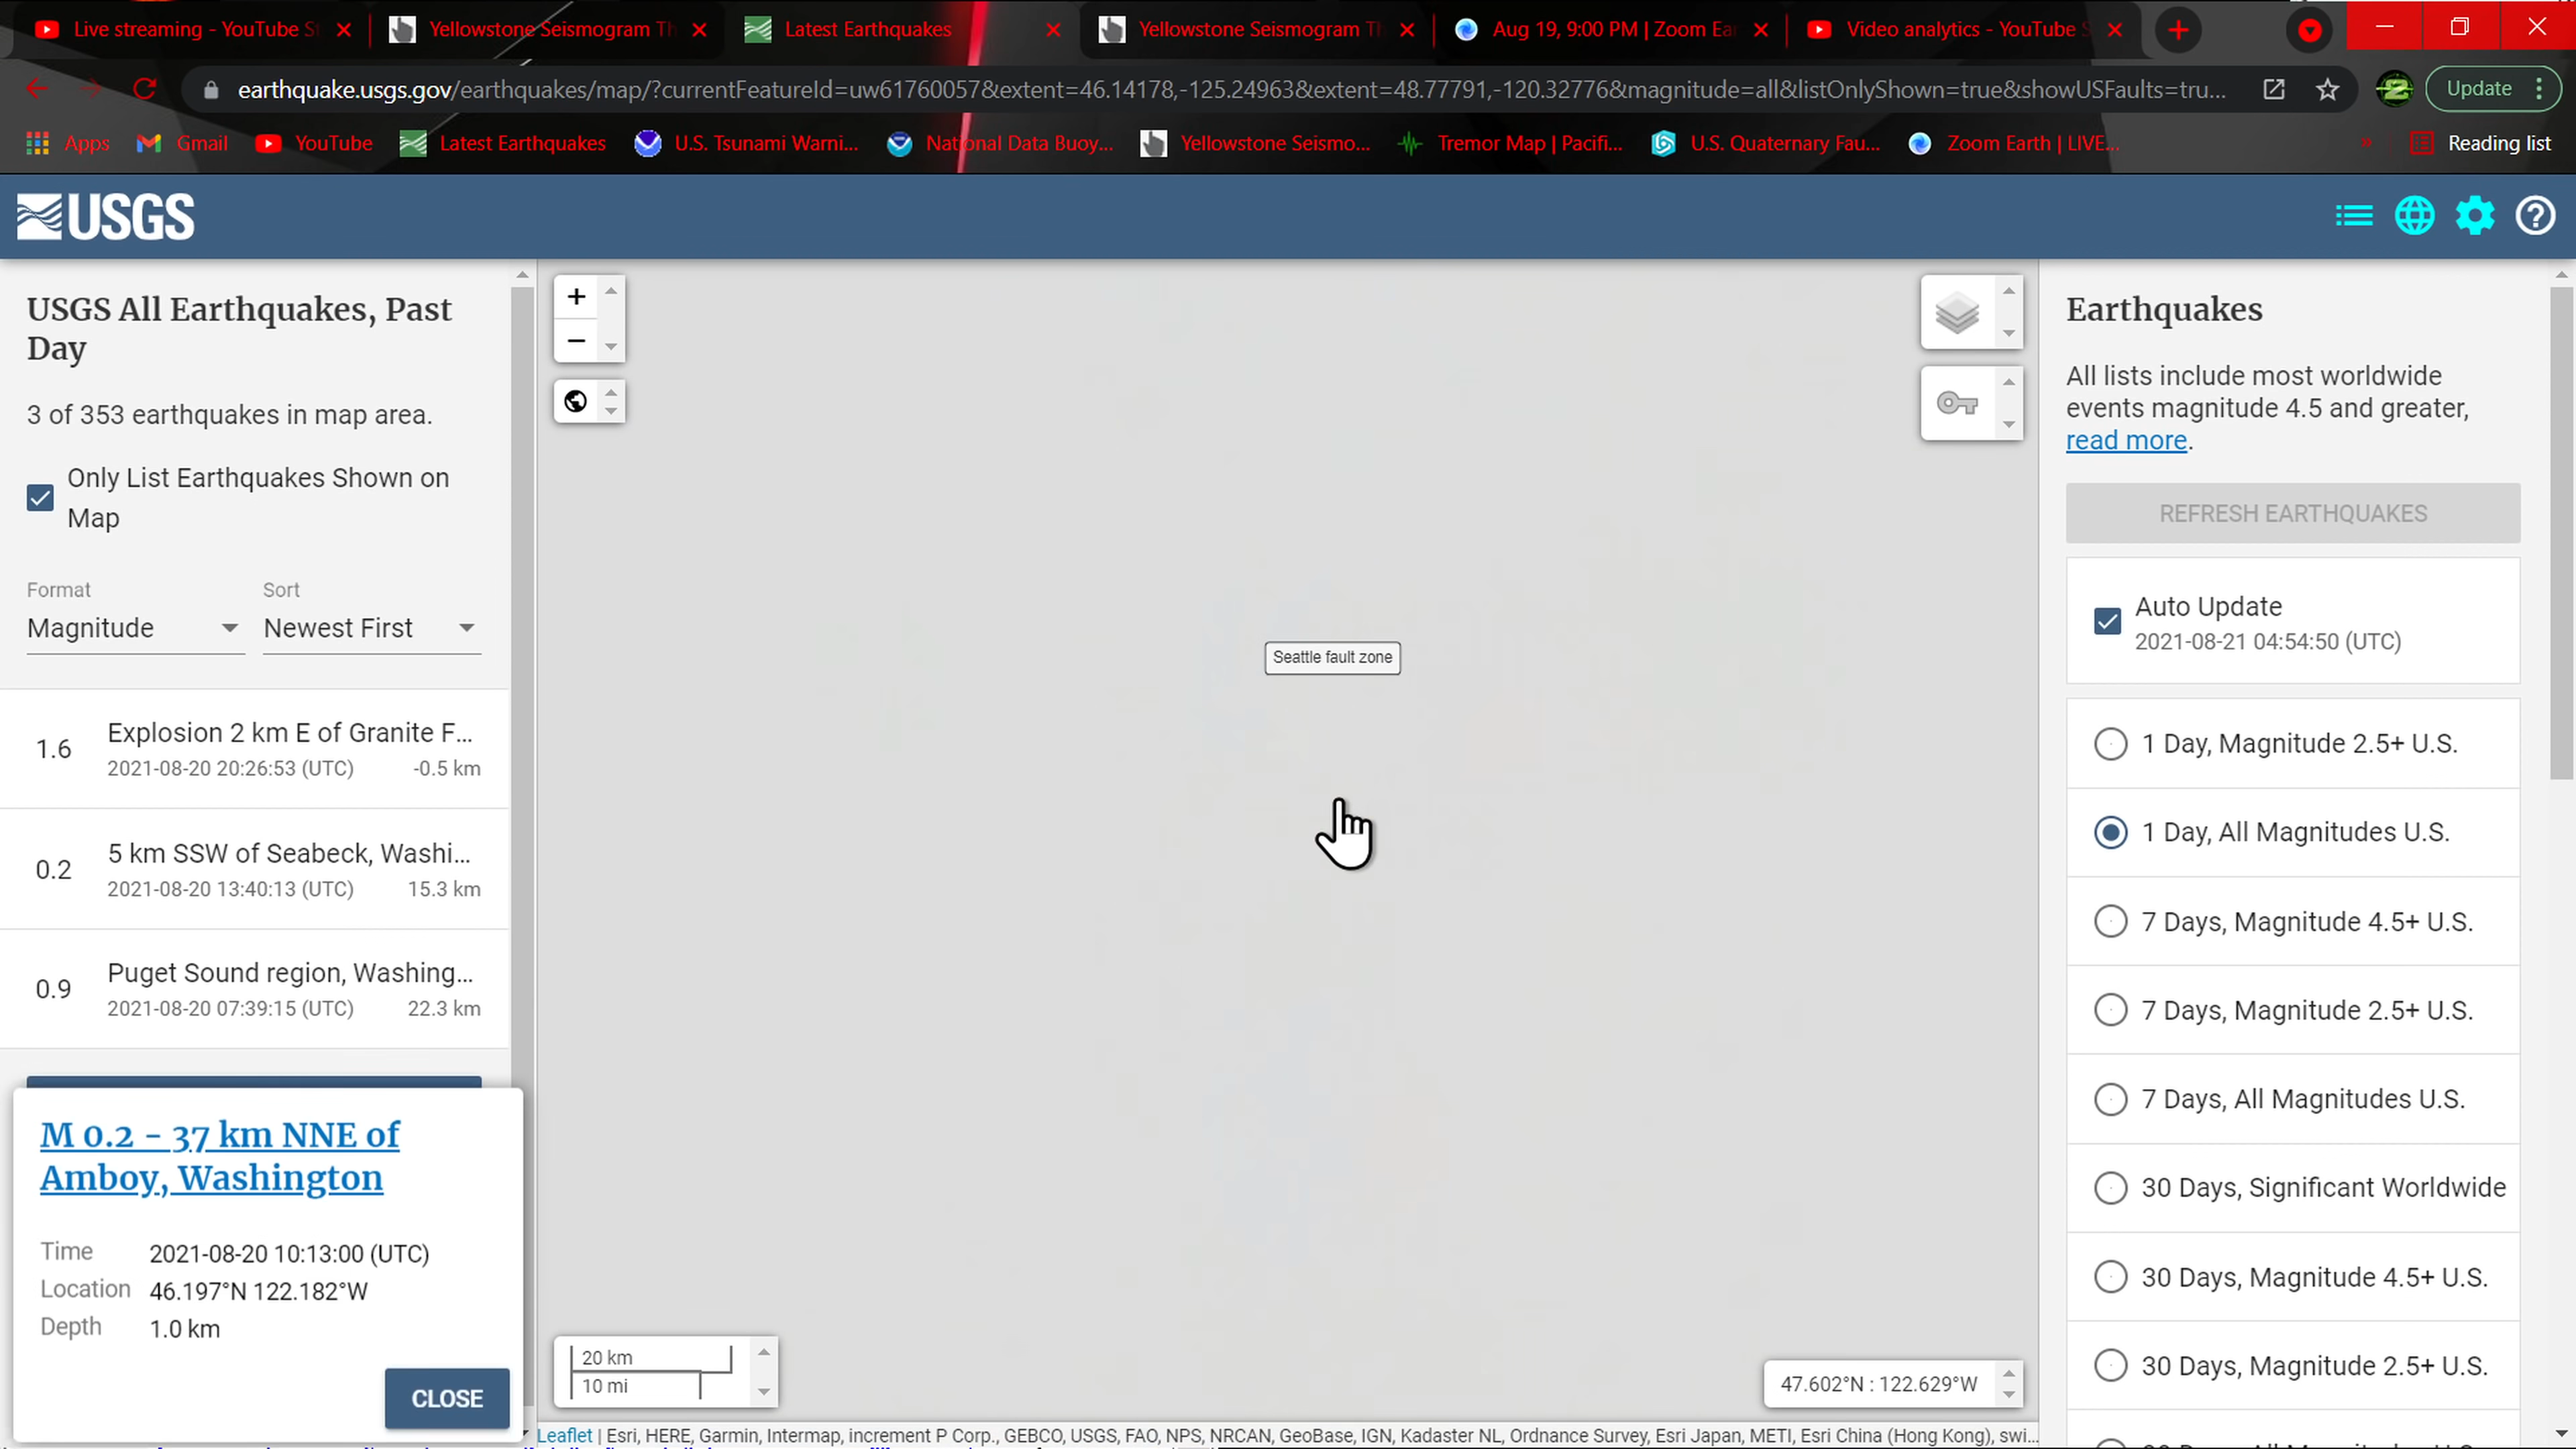 Live streaming - YouTube S
Yellowstone Seismogram Th
Latest Earthquakes
Yellowstone Seismogram Th
Aug 19, 9:00 PM | Zoom Ea
Video analytics - YouTube S
earthquake.usgs.gov/earthquakes/map/?currentFeatureId=uw61760057&extent=46.14178,-125.24963&extent=48.77791,-120.32776&magnitude=all&listOnlyShown=true&showUSFaults=tru...
Update
Apps
Gmail
YouTube
Latest Earthquakes
U.S. Tsunami Warni...
National Data Buoy...
Yellowstone Seismo...
Tremor Map | Pacifi...
U.S. Quaternary Fau...
Zoom Earth | LIVE...
Reading list
USGS
USGS All Earthquakes, Past
Day
3 of 353 earthquakes in map area.
Only List Earthquakes Shown on
Map
Format
Sort
Magnitude
Newest First
1.6
Explosion 2 km E of Granite F...
2021-08-20 20:26:53 (UTC)
-0.5 km
0.2
5 km SSW of Seabeck, Washi...
2021-08-20 13:40:13 (UTC)
15.3 km
0.9
Puget Sound region, Washing...
2021-08-20 07:39:15 (UTC)
22.3 km
M 0.2 - 37 km NNE of
Amboy, Washington
Time 2021-08-20 10:13:00 (UTC)
Location 46.197°N 122.182°W
Depth 1.0 km
CLOSE
+
−
Seattle fault zone
20 km
10 mi
47.602°N : 122.629°W
Leaflet | Esri, HERE, Garmin, Intermap, increment P Corp., GEBCO, USGS, FAO, NPS, NRCAN, GeoBase, IGN, Kadaster NL, Ordnance Survey, Esri Japan, METI, Esri China (Hong Kong), swi...
Earthquakes
All lists include most worldwide
events magnitude 4.5 and greater,
read more.
REFRESH EARTHQUAKES
Auto Update
2021-08-21 04:54:50 (UTC)
1 Day, Magnitude 2.5+ U.S.
1 Day, All Magnitudes U.S.
7 Days, Magnitude 4.5+ U.S.
7 Days, Magnitude 2.5+ U.S.
7 Days, All Magnitudes U.S.
30 Days, Significant Worldwide
30 Days, Magnitude 4.5+ U.S.
30 Days, Magnitude 2.5+ U.S.